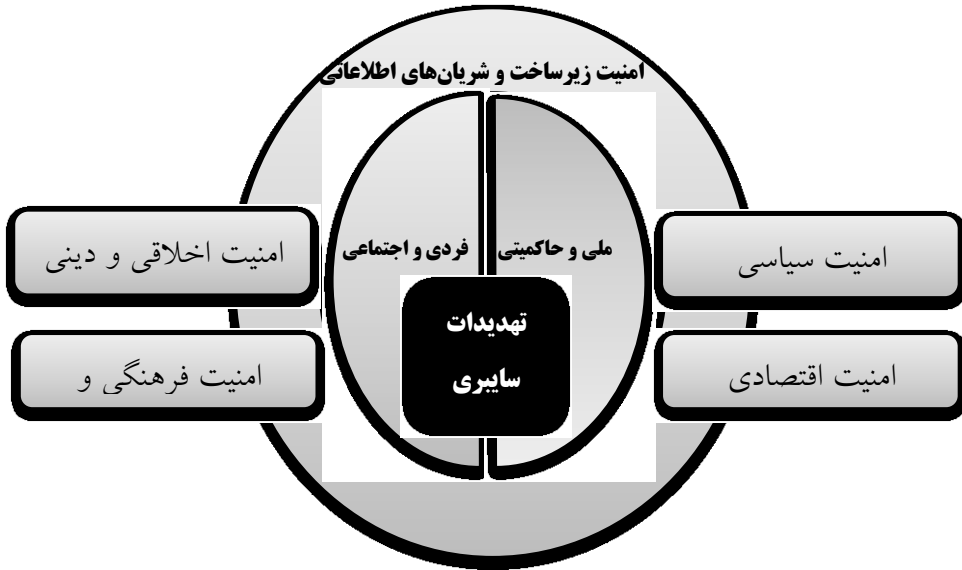 امنیت زیرساخت و شریان‌های اطلاعاتی
ملی و حاکمیتی
فردی و اجتماعی
امنیت سیاسی
امنیت اخلاقی و دینی
تهدیدات
سایبری
امنیت اقتصادی
امنیت فرهنگی و